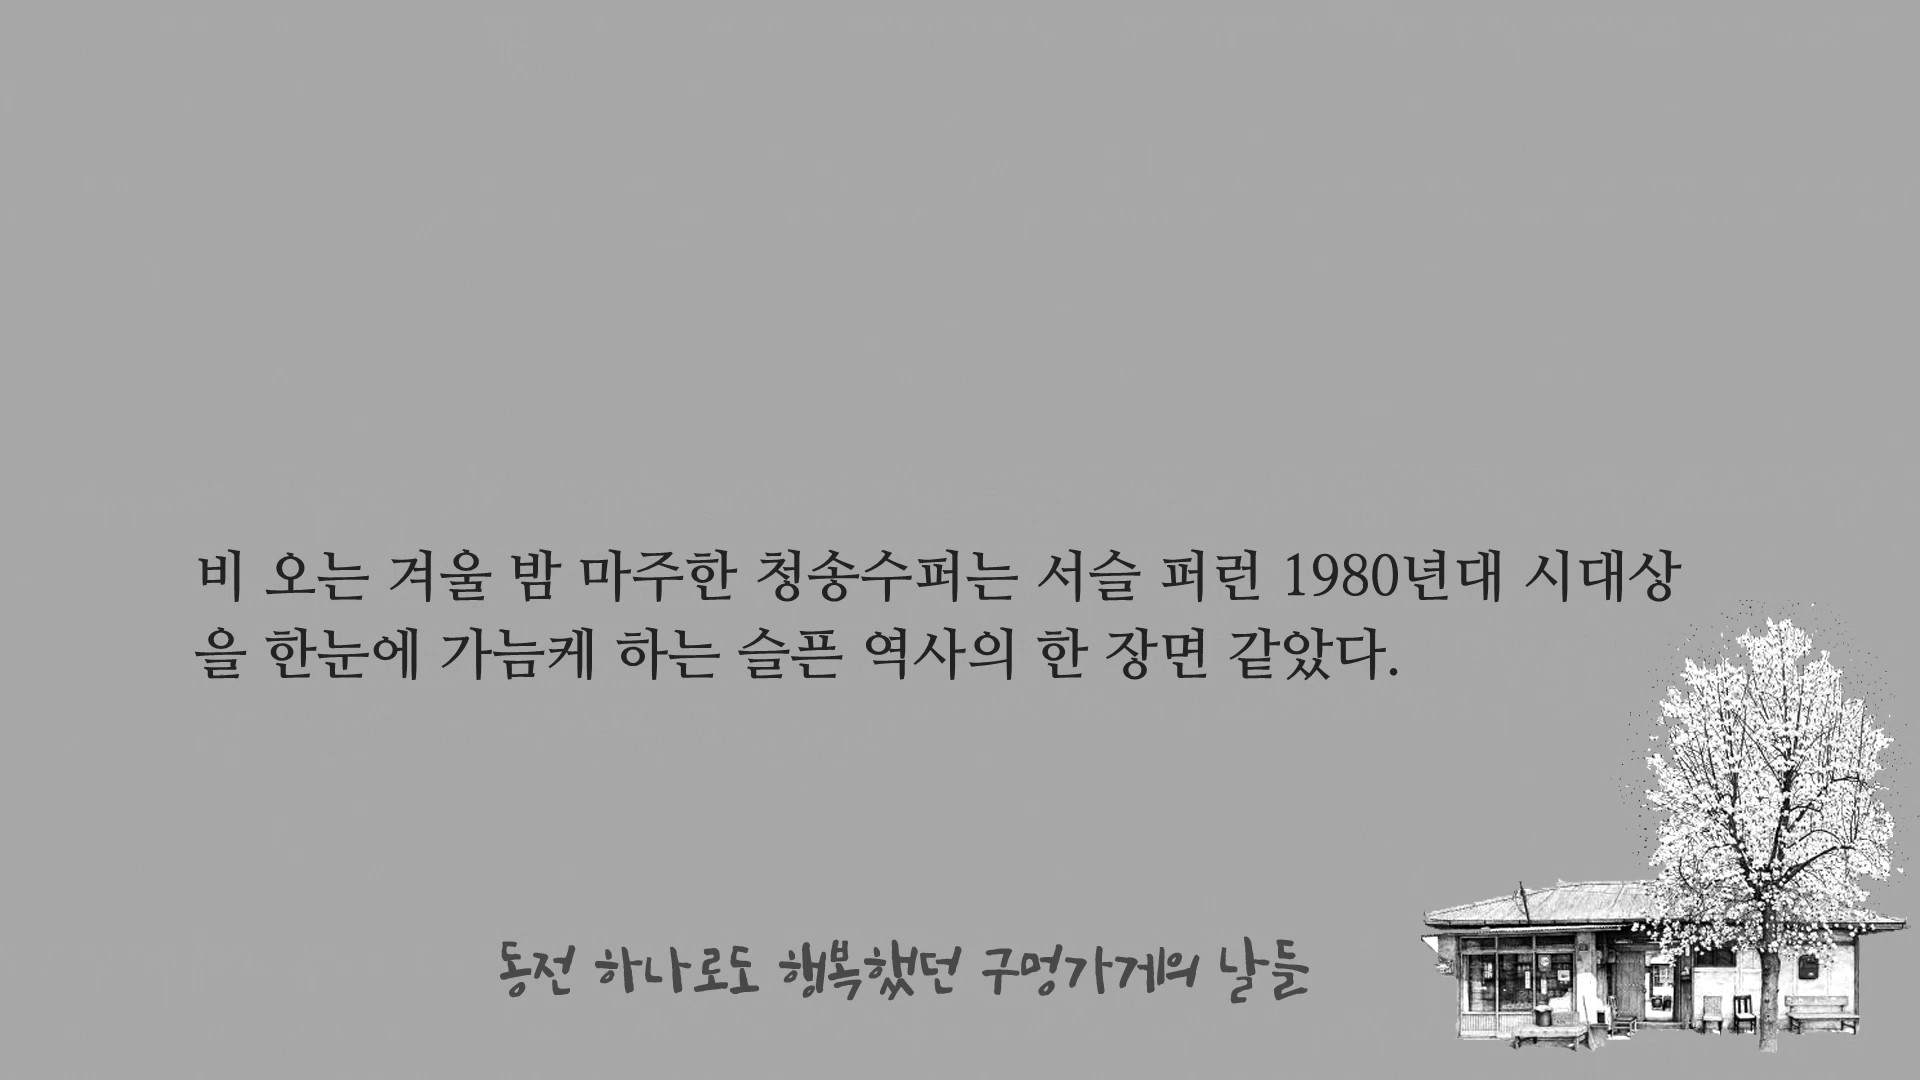 비 오는 겨울 밤 마주한 청송수퍼는 서슬 퍼런 1980년대 시대상
을 한눈에 가늠케 하는 슬픈 역사의 한 장면 같았다.
동전 하나로도 행복했던 구멍가게의 날들